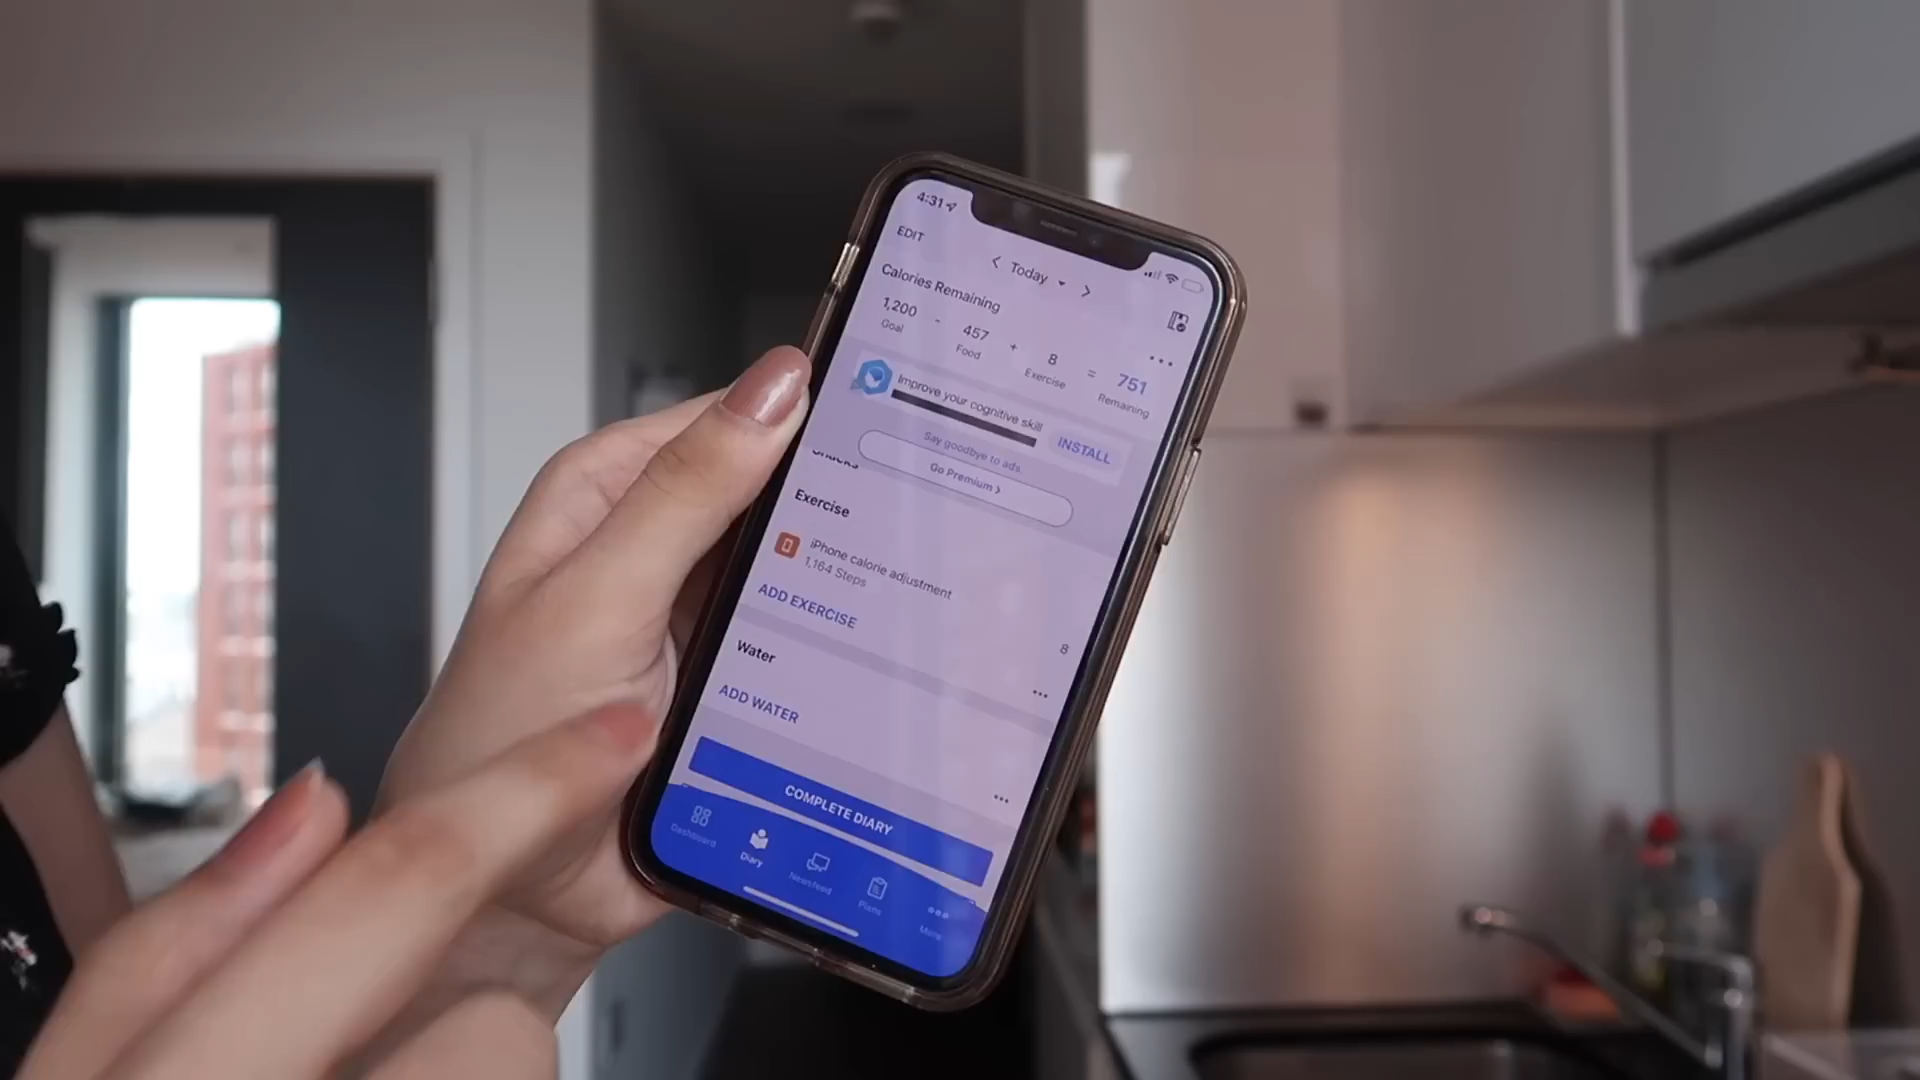 4:31
EDIT
Today
Calories Remaining
1,200 - 457 + 8 = 751
Goal Food Exercise Remaining
Improve your cognitive skill
INSTALL
Say goodbye to ads.
Go Premium >
Snacks
Exercise
iPhone calorie adjustment
1,164 Steps
8
ADD EXERCISE
Water
ADD WATER
COMPLETE DIARY
Dashboard Diary Newsfeed Plans More